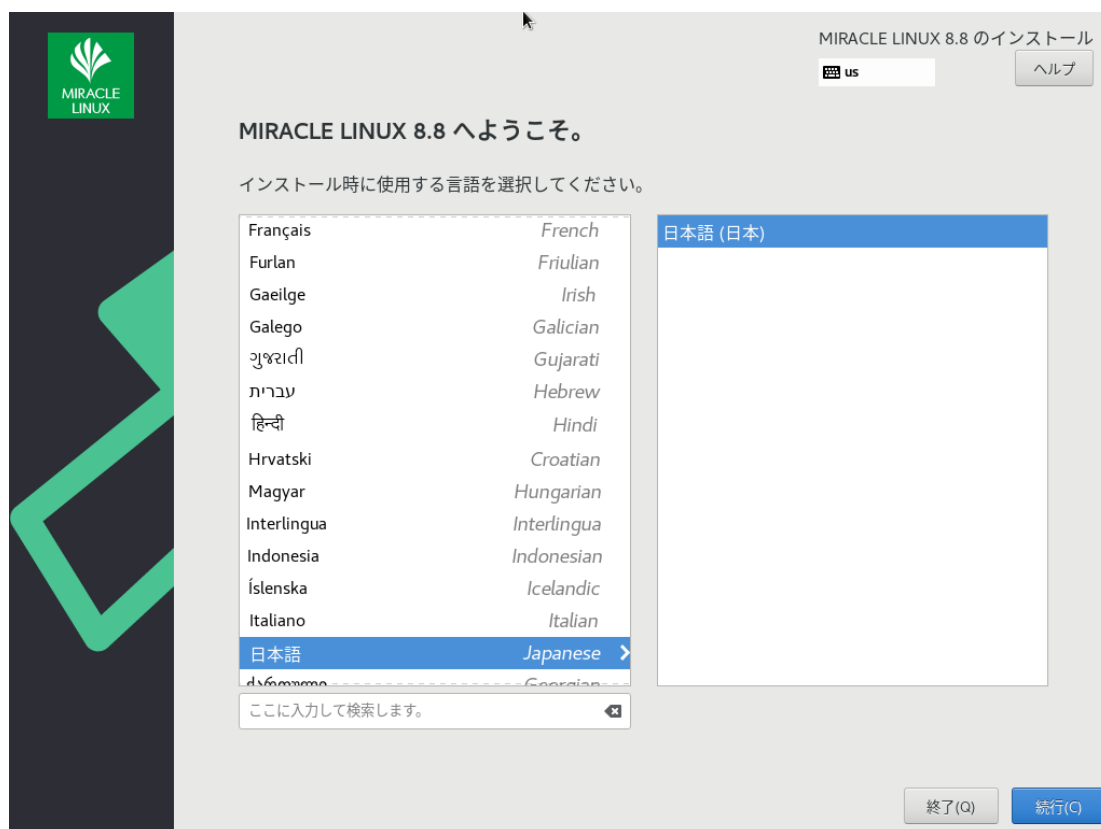 MIRACLE
LINUX
MIRACLE LINUX 8.8 のインストール
us
ヘルプ
MIRACLE LINUX 8.8 へようこそ。
インストール時に使用する言語を選択してください。
Français French
Furlan Friulian
Gaeilge Irish
Galego Galician
ગુજરાતી Gujarati
עברית Hebrew
हिन्दी Hindi
Hrvatski Croatian
Magyar Hungarian
Interlingua Interlingua
Indonesia Indonesian
Íslenska Icelandic
Italiano Italian
日本語 Japanese
Georgian
日本語 (日本)
ここに入力して検索します。
終了(Q)
続行(C)